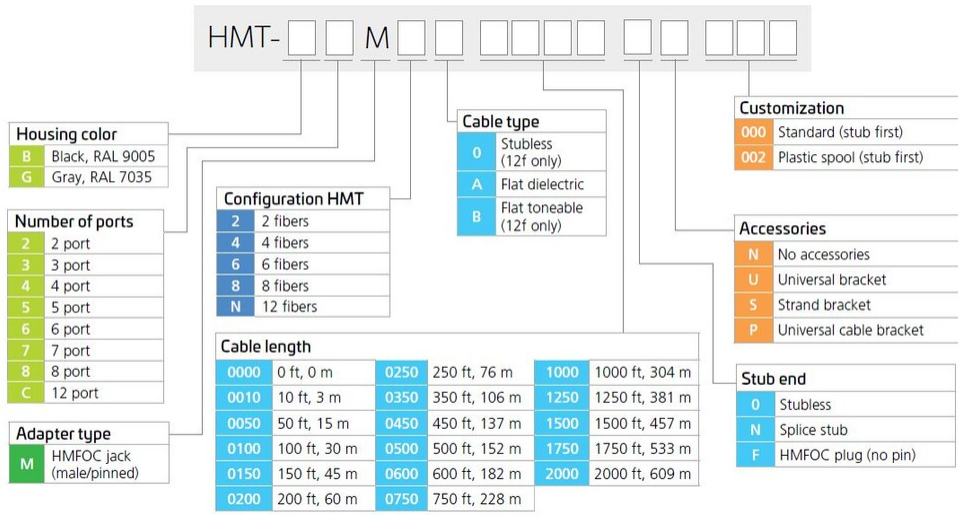 HMT- M
Housing color
B Black, RAL 9005
G Gray, RAL 7035
Number of ports
2 2 port
3 3 port
4 4 port
5 5 port
6 6 port
7 7 port
8 8 port
C 12 port
Adapter type
M HMFOC jack
(male/pinned)
Configuration HMT
2 2 fibers
4 4 fibers
6 6 fibers
8 8 fibers
N 12 fibers
Cable type
0 Stubless
(12f only)
A Flat dielectric
B Flat toneable
(12f only)
Cable length
0000 0 ft, 0 m 0250 250 ft, 76 m 1000 1000 ft, 304 m
0010 10 ft, 3 m 0350 350 ft, 106 m 1250 1250 ft, 381 m
0050 50 ft, 15 m 0450 450 ft, 137 m 1500 1500 ft, 457 m
0100 100 ft, 30 m 0500 500 ft, 152 m 1750 1750 ft, 533 m
0150 150 ft, 45 m 0600 600 ft, 182 m 2000 2000 ft, 609 m
0200 200 ft, 60 m 0750 750 ft, 228 m
Customization
000 Standard (stub first)
002 Plastic spool (stub first)
Accessories
N No accessories
U Universal bracket
S Strand bracket
P Universal cable bracket
Stub end
0 Stubless
N Splice stub
F HMFOC plug (no pin)